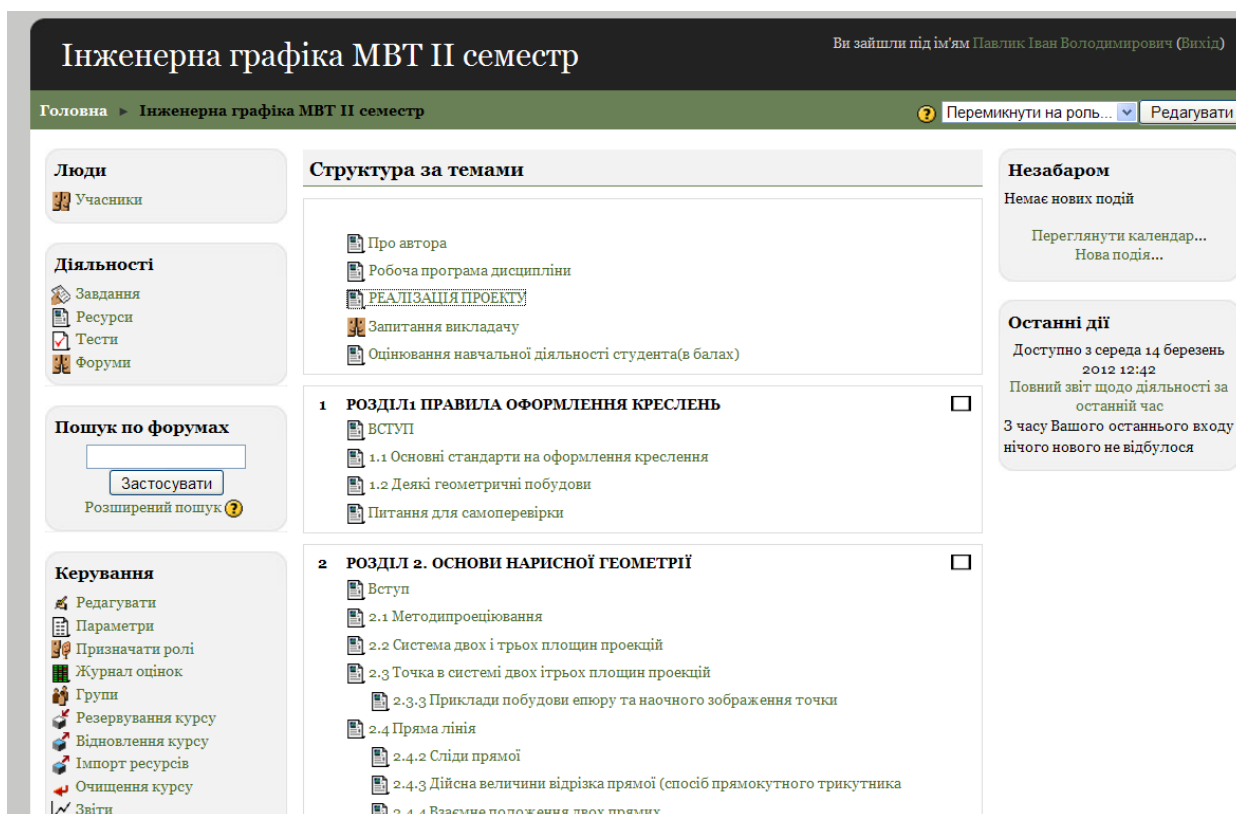 Інженерна графіка МВТ ІІ семестр
Ви зайшли під ім'ям Павлик Іван Володимирович (Вихід)
Головна ► Інженерна графіка МВТ ІІ семестр
Перемикнути на роль...
Редагувати
Люди
Учасники
Діяльності
Завдання
Ресурси
Тести
Форуми
Пошук по форумах
Застосувати
Розширений пошук
Керування
Редагувати
Параметри
Призначати ролі
Журнал оцінок
Групи
Резервування курсу
Відновлення курсу
Імпорт ресурсів
Очищення курсу
Звіти
Структура за темами
Про автора
Робоча програма дисципліни
РЕАЛІЗАЦІЯ ПРОЕКТУ
Запитання викладачу
Оцінювання навчальної діяльності студента(в балах)
1 РОЗДІЛ1 ПРАВИЛА ОФОРМЛЕННЯ КРЕСЛЕНЬ
ВСТУП
1.1 Основні стандарти на оформлення креслення
1.2 Деякі геометричні побудови
Питання для самоперевірки
2 РОЗДІЛ 2. ОСНОВИ НАРИСНОЇ ГЕОМЕТРІЇ
Вступ
2.1 Методипроеціювання
2.2 Система двох і трьох площин проекцій
2.3 Точка в системі двох ітрьох площин проекцій
2.3.3 Приклади побудови епюру та наочного зображення точки
2.4 Пряма лінія
2.4.2 Сліди прямої
2.4.3 Дійсна величини відрізка прямої (спосіб прямокутного трикутника
2.4.4 Взаємне положення двох прямих
Незабаром
Немає нових подій
Переглянути календар...
Нова подія...
Останні дії
Доступно з середа 14 березень
2012 12:42
Повний звіт щодо діяльності за
останній час
З часу Вашого останнього входу
нічого нового не відбулося